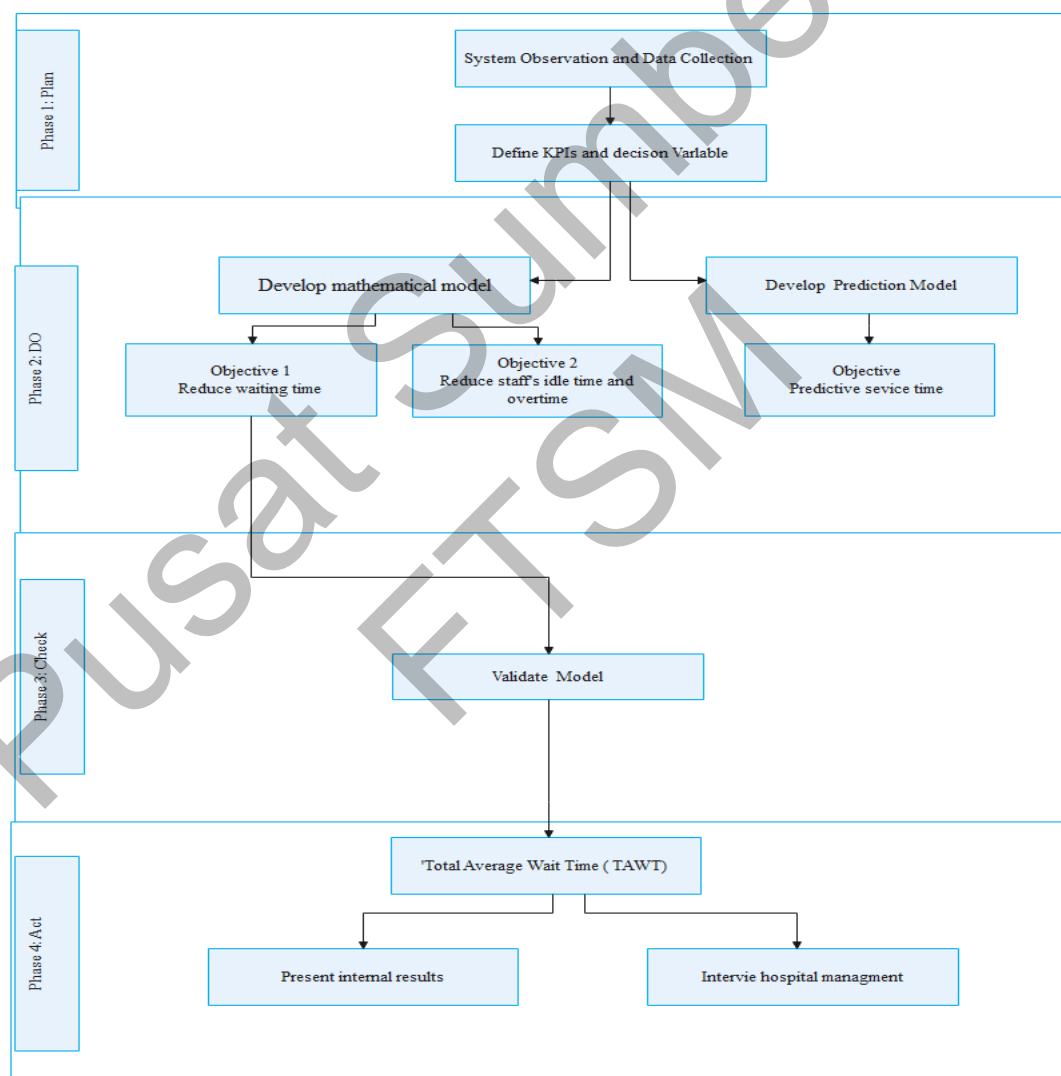 Phase 1: Plan
System Observation and Data Collection
Define KPIs and decison Varlable
Phase 2: DO
Develop mathematical model
Develop Prediction Model
Objective 1
Reduce waiting time
Objective 2
Reduce staff's idle time and
overtime
Objective
Predictive sevice time
Phase 3: Check
Validate Model
Phase 4: Act
'Total Average Wait Time ( TAWT)
Present internal results
Intervie hospital managment
Pusat Sumbe
FTSM